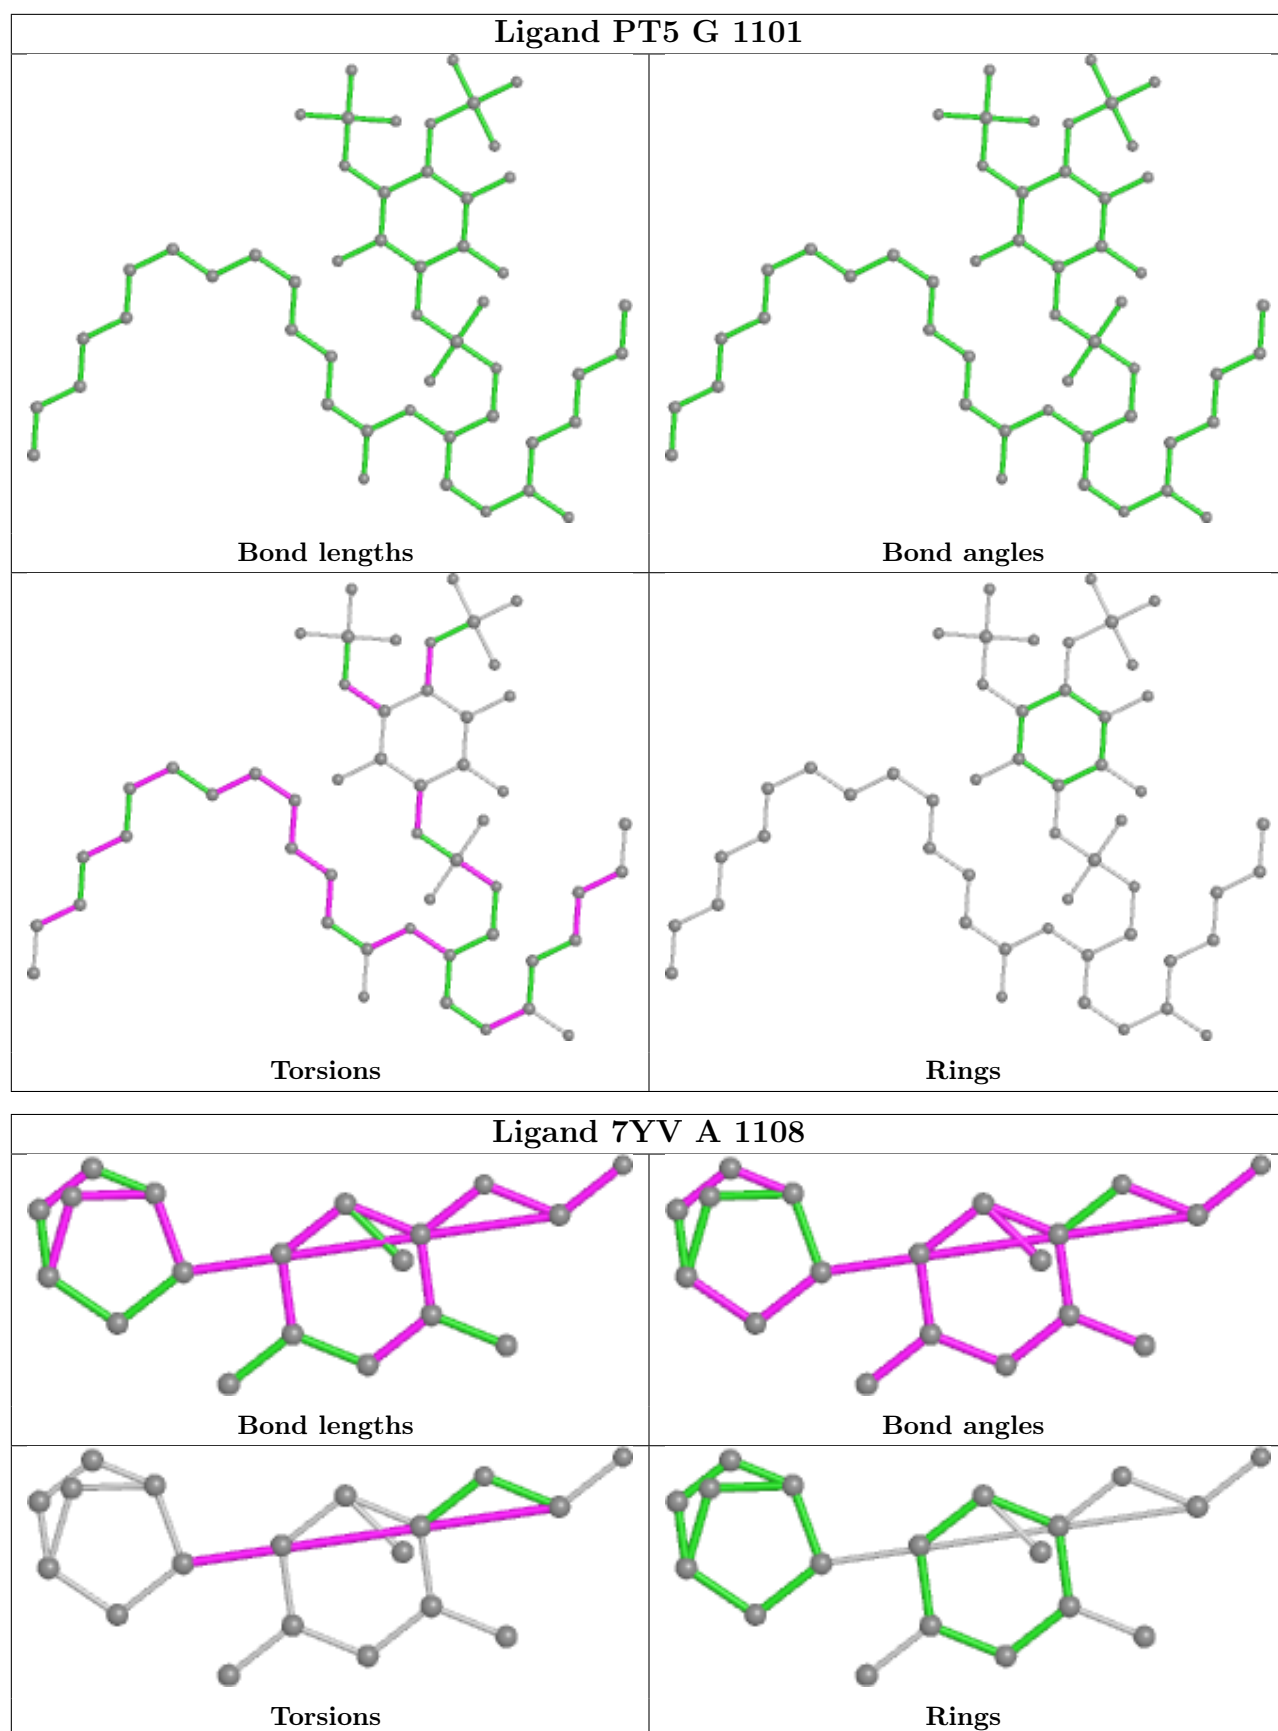 Ligand PT5 G 1101
Bond lengths
Bond angles
Torsions
Rings
Ligand 7YV A 1108
Bond lengths
Bond angles
Torsions
Rings